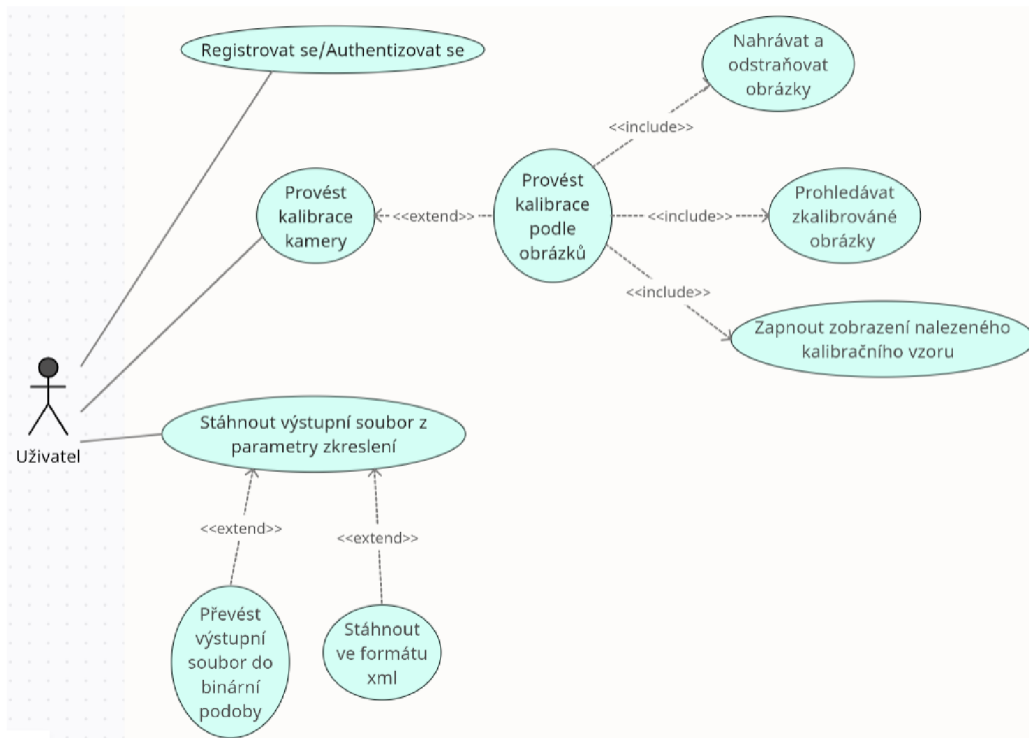 Registrovat se/Authentizovat se
Nahrávat a
odstraňovat
obrázky
<<include>>
Provést
kalibrace
kamery
<<extend>>
Provést
kalibrace
podle
obrázků
<<include>>
Prohledávat
zkalibrováné
obrázky
<<include>>
Zapnout zobrazení nalezeného
kalibračního vzoru
Uživatel
Stáhnout výstupní soubor z
parametry zkreslení
<<extend>>
<<extend>>
Převést
výstupní
soubor do
binární
podoby
Stáhnout
ve formátu
xml